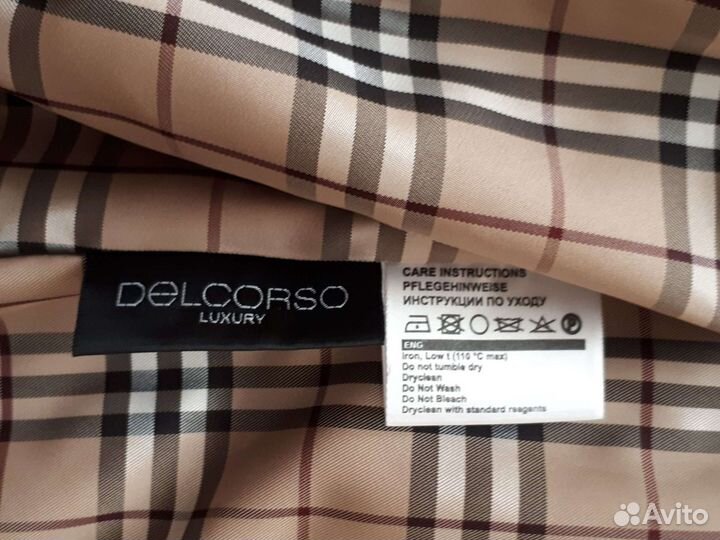 DELCORSO
LUXURY
CARE INSTRUCTIONS
PFLEGEHINWEISE
ИНСТРУКЦИИ ПО УХОДУ
ENG
Iron, Low t (110 °C max)
Do not tumble dry
Dryclean
Do Not Wash
Do Not Bleach
Dryclean with standard reagents
Avito